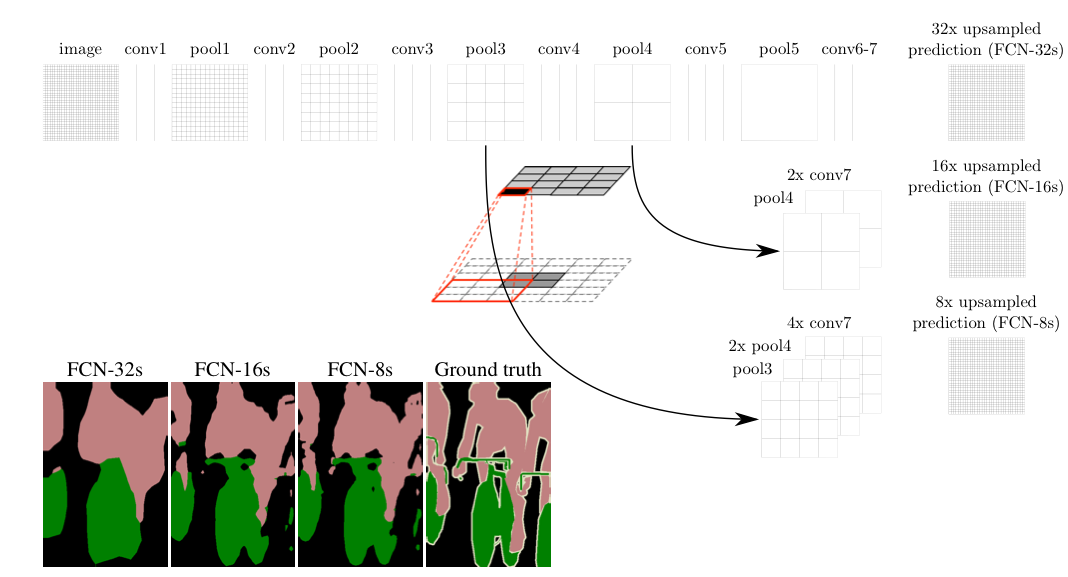 image conv1 pool1 conv2 pool2 conv3 pool3 conv4 pool4 conv5 pool5 conv6-7
32x upsampled
prediction (FCN-32s)
16x upsampled
prediction (FCN-16s)
2x conv7
pool4
8x upsampled
prediction (FCN-8s)
4x conv7
2x pool4
pool3
FCN-32s FCN-16s FCN-8s Ground truth